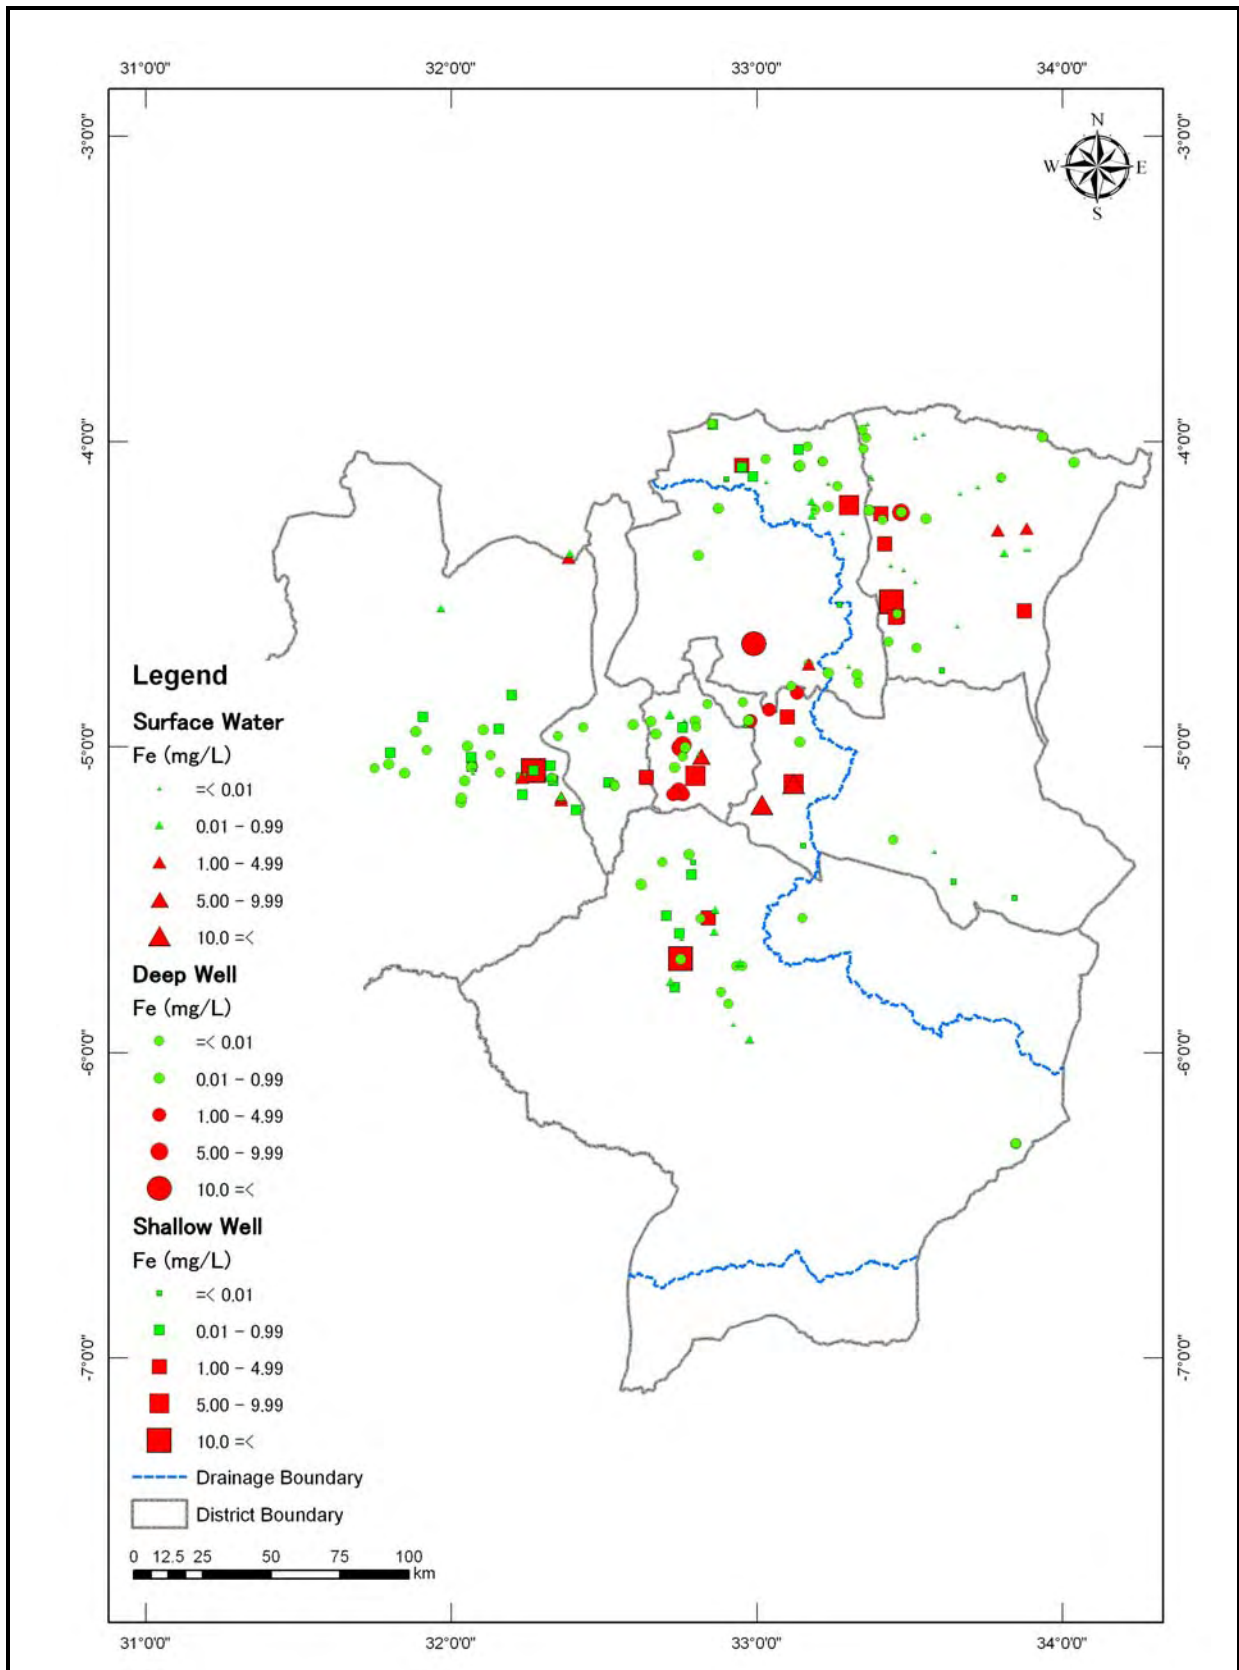 31°0'0" 32°0'0" 33°0'0" 34°0'0"
-3°0'0" -3°0'0"
N
W E
S
-4°0'0" -4°0'0"
Legend
Surface Water
Fe (mg/L)
=< 0.01
0.01 – 0.99
1.00 – 4.99
5.00 – 9.99
10.0 =<
-5°0'0" -5°0'0"
Deep Well
Fe (mg/L)
=< 0.01
0.01 – 0.99
1.00 – 4.99
5.00 – 9.99
10.0 =<
-6°0'0" -6°0'0"
Shallow Well
Fe (mg/L)
=< 0.01
0.01 – 0.99
1.00 – 4.99
5.00 – 9.99
10.0 =<
-7°0'0" -7°0'0"
Drainage Boundary
District Boundary
0 12.5 25 50 75 100
km
31°0'0" 32°0'0" 33°0'0" 34°0'0"